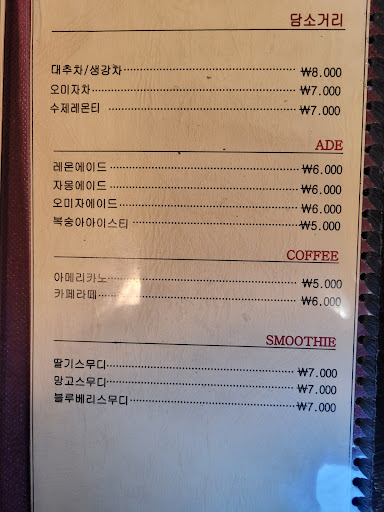 당소거리
대추차/생강차 ₩8.000
오미자차 ₩7.000
수제레몬티 ₩7.000
ADE
레몬에이드 ₩6.000
자몽에이드 ₩6.000
오미자에이드 ₩6.000
복숭아아이스티 ₩5.000
COFFEE
아메리카노 ₩5.000
카페라떼 ₩6.000
SMOOTHIE
딸기스무디 ₩7.000
망고스무디 ₩7.000
블루베리스무디 ₩7.000